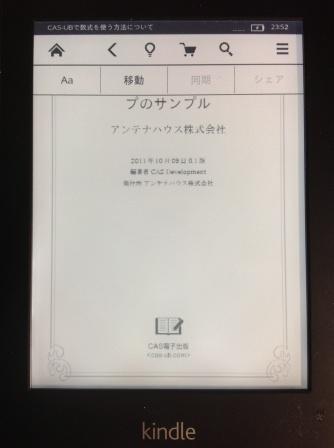 CAS-UBで数式を使う方法について 23:52
Aa 移動 同期 シェア
プのサンプル
アンテナハウス株式会社
2011年10月09日 0.1版
編著者 CAS Development
発行所 アンテナハウス株式会社
CAS電子出版
<cas-ub.com>
kindle